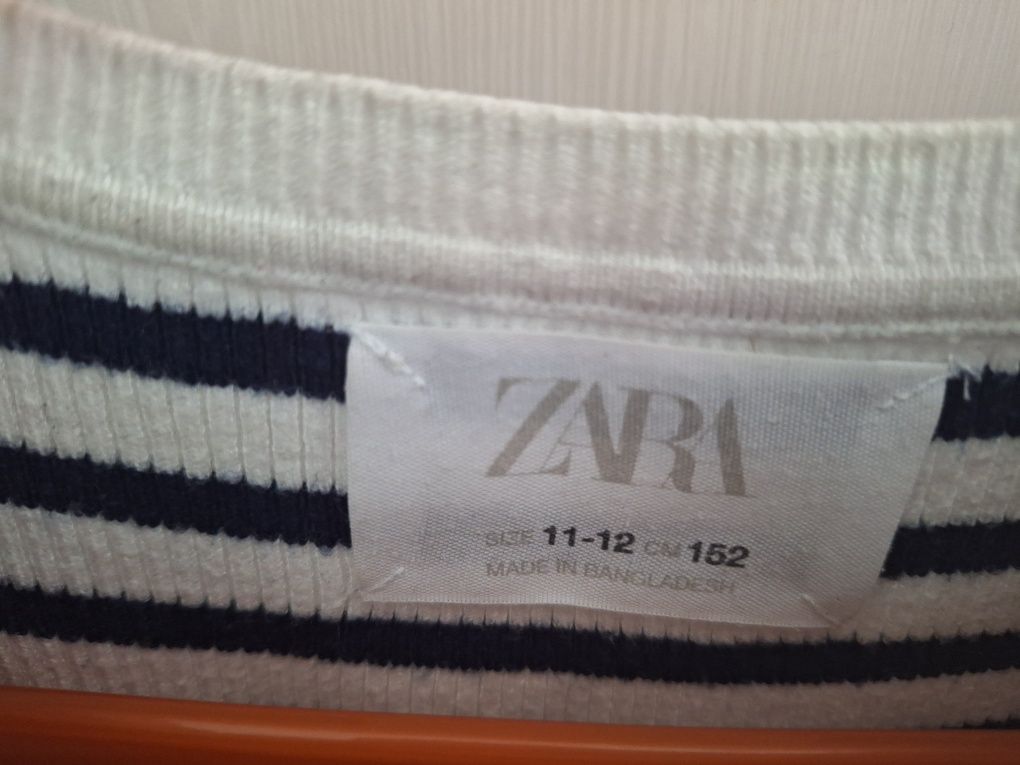 ZARA
SIZE 11-12 CM 152
MADE IN BANGLADESH